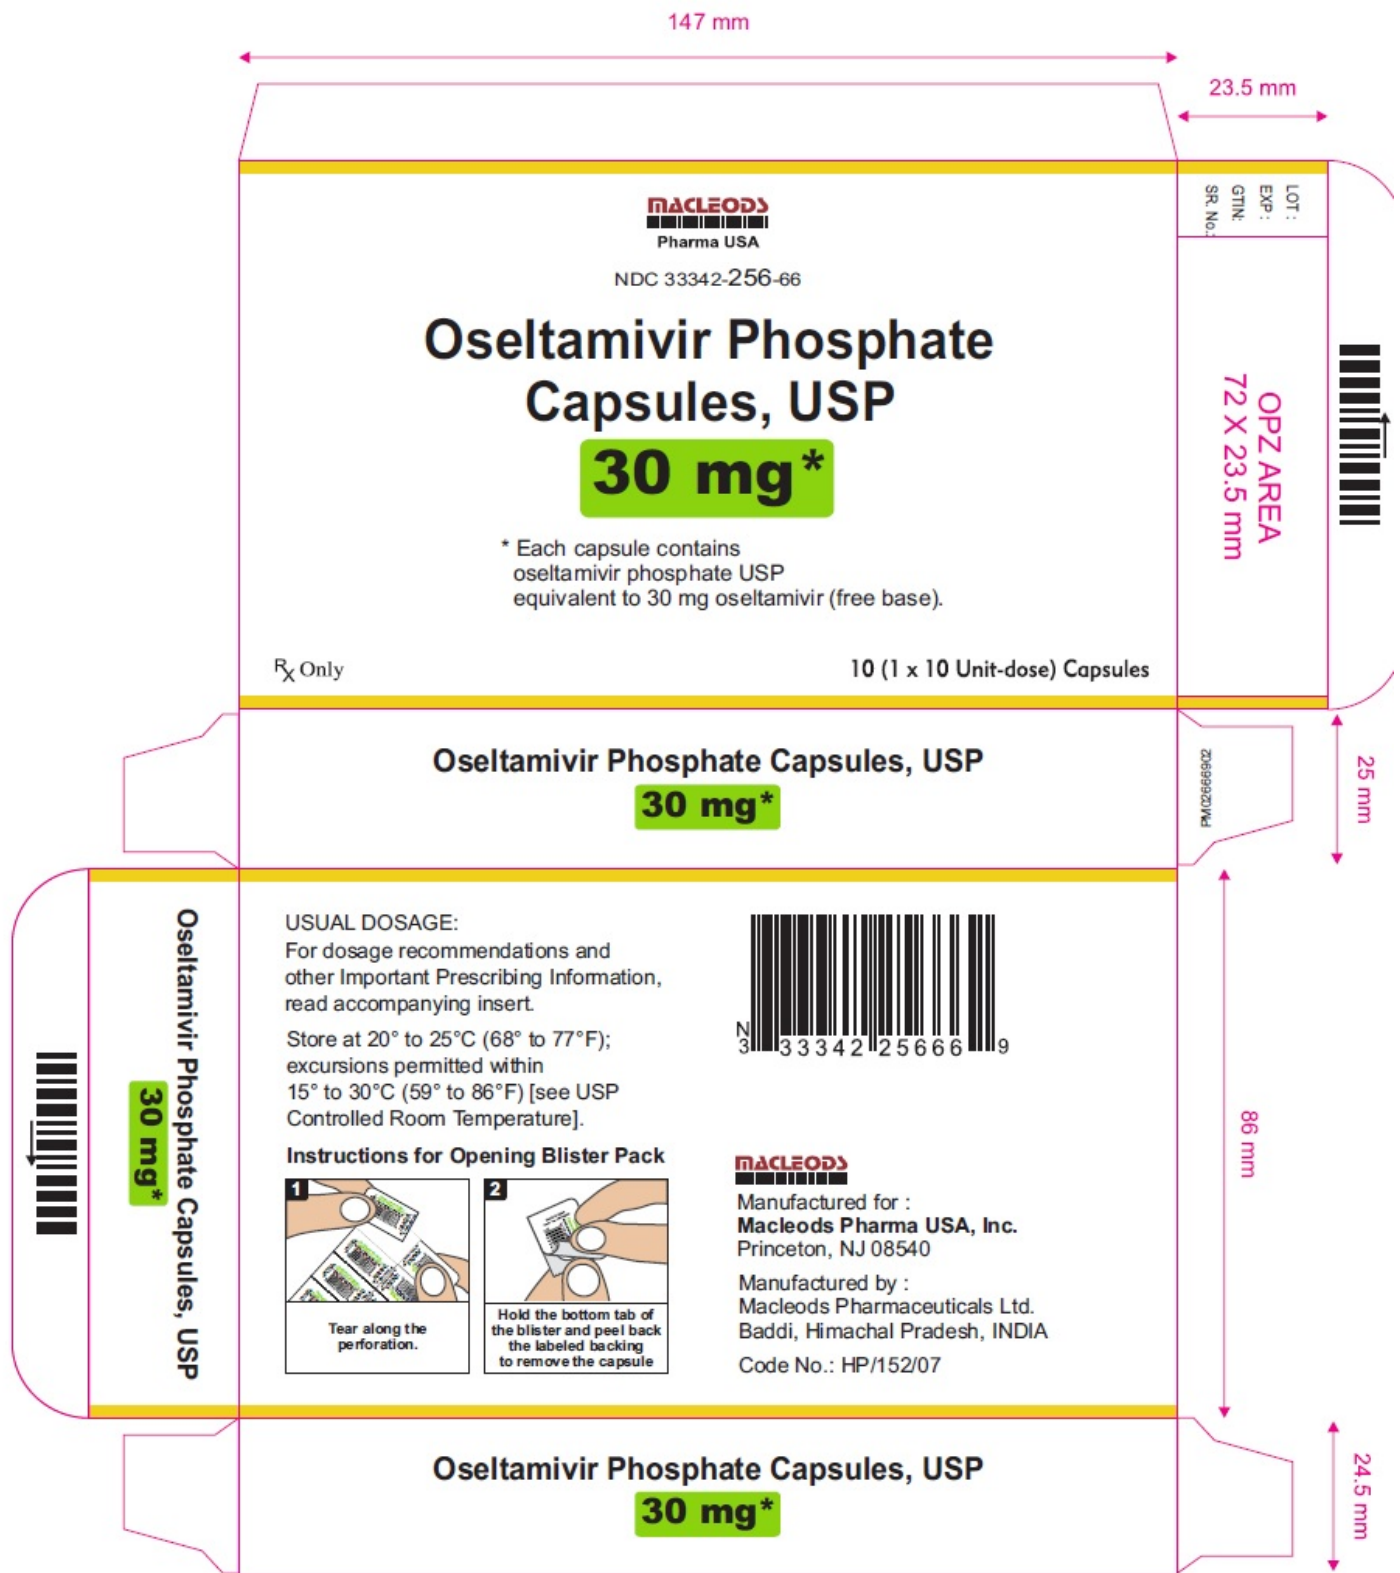 147 mm
23.5 mm
MACLEODS
Pharma USA
NDC 33342-256-66
Oseltamivir Phosphate
Capsules, USP
30 mg*
* Each capsule contains
oseltamivir phosphate USP
equivalent to 30 mg oseltamivir (free base).
Rx Only
10 (1 x 10 Unit-dose) Capsules
LOT :
EXP :
GTIN:
SR. No.:
OPZ AREA
72 X 23.5 mm
Oseltamivir Phosphate Capsules, USP
30 mg*
25 mm
Oseltamivir Phosphate Capsules, USP
30 mg*
USUAL DOSAGE:
For dosage recommendations and
other Important Prescribing Information,
read accompanying insert.
Store at 20° to 25°C (68° to 77°F);
excursions permitted within
15° to 30°C (59° to 86°F) [see USP
Controlled Room Temperature].
Instructions for Opening Blister Pack
1
Tear along the
perforation.
2
Hold the bottom tab of
the blister and peel back
the labeled backing
to remove the capsule
N
3 33342 25666 9
MACLEODS
Manufactured for :
Macleods Pharma USA, Inc.
Princeton, NJ 08540
Manufactured by :
Macleods Pharmaceuticals Ltd.
Baddi, Himachal Pradesh, INDIA
Code No.: HP/152/07
86 mm
Oseltamivir Phosphate Capsules, USP
30 mg*
24.5 mm